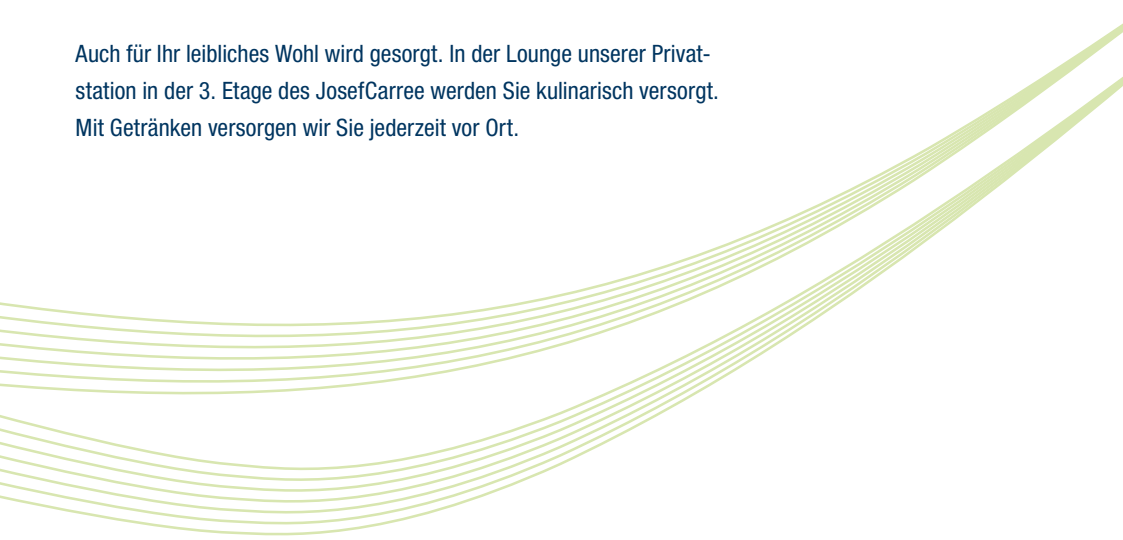 Auch für Ihr leibliches Wohl wird gesorgt. In der Lounge unserer Privat-
station in der 3. Etage des JosefCarree werden Sie kulinarisch versorgt.
Mit Getränken versorgen wir Sie jederzeit vor Ort.